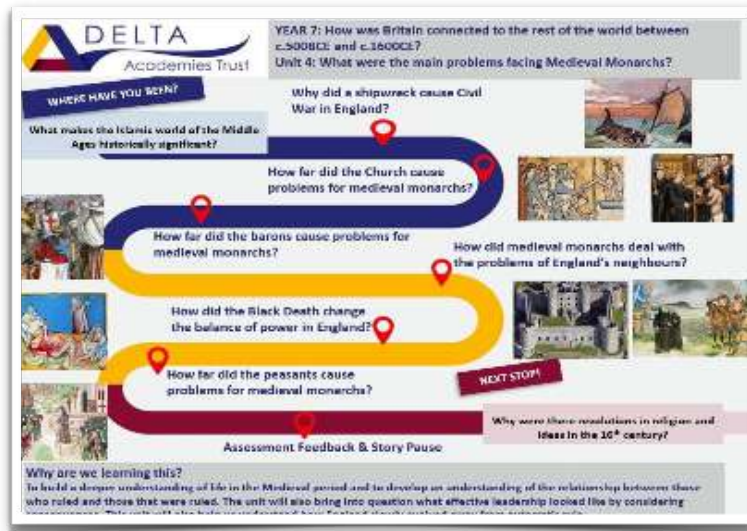 DELTA
Academies Trust
YEAR 7: How was Britain connected to the rest of the world between
c.500BCE and c.1600CE?
Unit 4: What were the main problems facing Medieval Monarchs?
WHERE HAVE YOU BEEN?
What makes the Islamic world of the Middle
Ages historically significant?
Why did a shipwreck cause Civil
War in England?
How far did the Church cause
problems for medieval monarchs?
How far did the barons cause problems for
medieval monarchs?
How did medieval monarchs deal with
the problems of England's neighbours?
How did the Black Death change
the balance of power in England?
How far did the peasants cause
problems for medieval monarchs?
NEXT STOP!
Why were there revolutions in religion and
ideas in the 16th century?
Assessment Feedback & Story Pause
Why are we learning this?
To build a deeper understanding of life in the Medieval period and to develop an understanding of the relationship between those
who ruled and those that were ruled. The unit will also bring into question what effective leadership looked like by considering